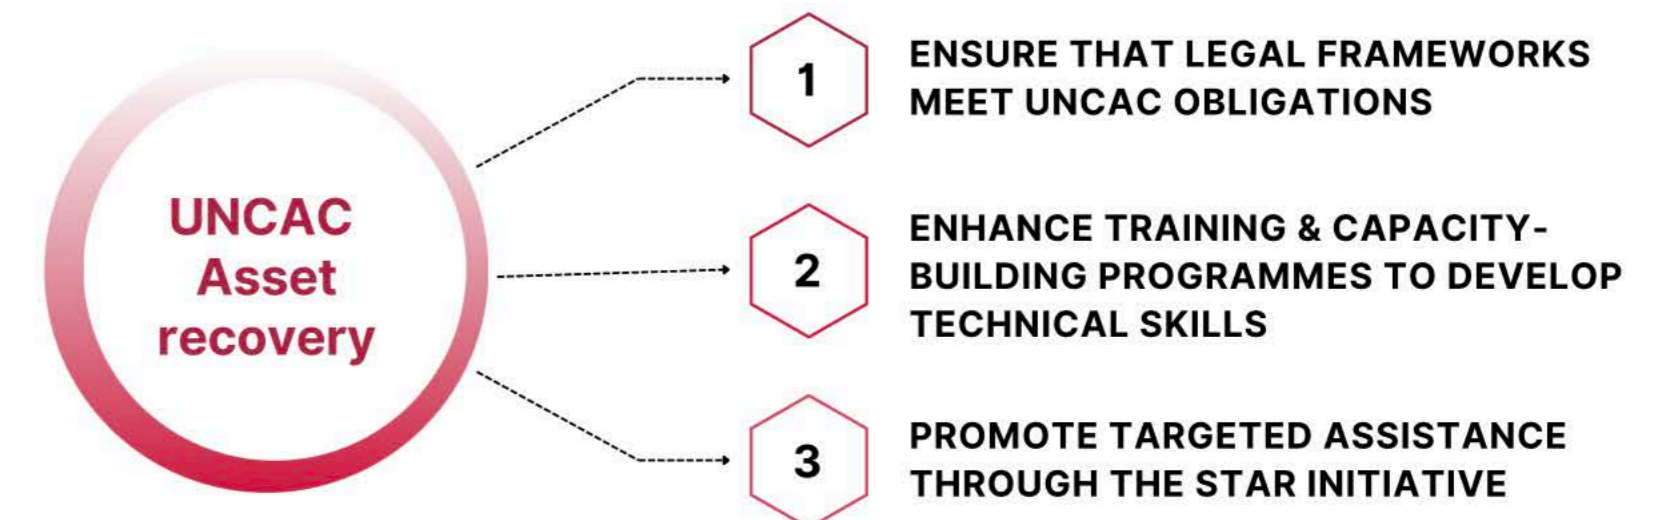 UNCAC
Asset
recovery
1
ENSURE THAT LEGAL FRAMEWORKS
MEET UNCAC OBLIGATIONS
2
ENHANCE TRAINING & CAPACITY-
BUILDING PROGRAMMES TO DEVELOP
TECHNICAL SKILLS
3
PROMOTE TARGETED ASSISTANCE
THROUGH THE STAR INITIATIVE